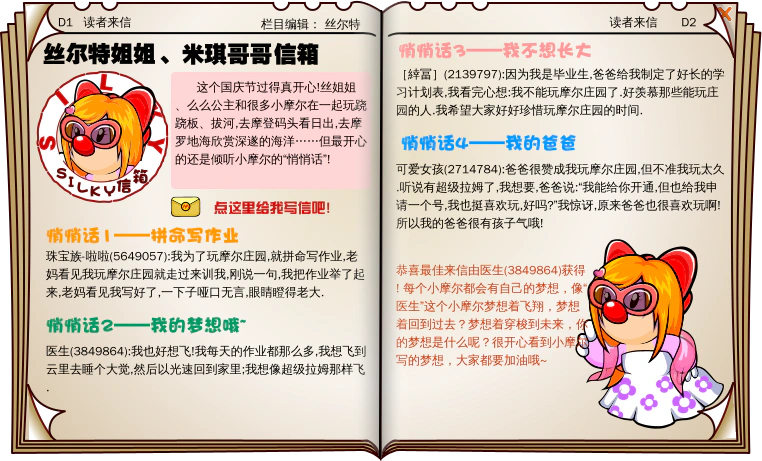 D1 读者来信
栏目编辑： 丝尔特
丝尔特姐姐、米琪哥哥信箱
SILKY
SILKY信箱
这个国庆节过得真开心!丝姐姐
、么么公主和很多小摩尔在一起玩跷
跷板、拔河,去摩登码头看日出,去摩
罗地海欣赏深邃的海洋……但最开心
的还是倾听小摩尔的“悄悄话”!
点这里给我写信吧!
悄悄话1——拼命写作业
珠宝族-啦啦(5649057):我为了玩摩尔庄园,就拼命写作业,老
妈看见我玩摩尔庄园就走过来训我,刚说一句,我把作业举了起
来,老妈看见我写好了,一下子哑口无言,眼睛瞪得老大.
悄悄话2——我的梦想哦~
医生(3849864):我也好想飞!我每天的作业都那么多,我想飞到
云里去睡个大觉,然后以光速回到家里;我想像超级拉姆那样飞
.
读者来信 D2
悄悄话3——我不想长大
［縡冨］(2139797):因为我是毕业生,爸爸给我制定了好长的学
习计划表,我看完心想:我不能玩摩尔庄园了.好羡慕那些能玩庄
园的人.我希望大家好好珍惜玩摩尔庄园的时间.
悄悄话4——我的爸爸
可爱女孩(2714784):爸爸很赞成我玩摩尔庄园,但不准我玩太久
.听说有超级拉姆了,我想要,爸爸说:“我能给你开通,但也给我申
请一个号,我也挺喜欢玩,好吗?”我惊讶,原来爸爸也很喜欢玩啊!
所以我的爸爸很有孩子气哦!
恭喜最佳来信由医生(3849864)获得
! 每个小摩尔都会有自己的梦想，像“
医生”这个小摩尔梦想着飞翔，梦想
着回到过去？梦想着穿梭到未来，你
的梦想是什么呢？很开心看到小摩尔
写的梦想，大家都要加油哦~